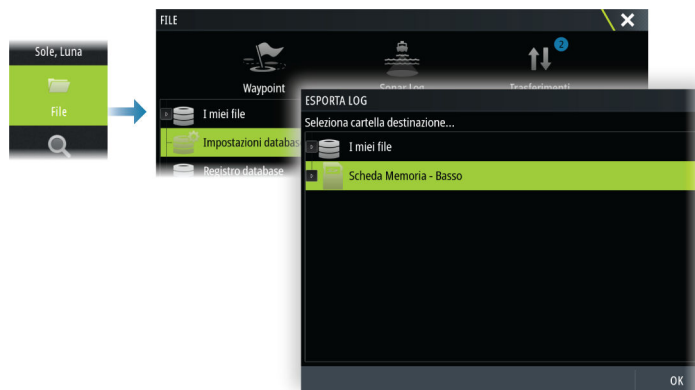 Sole, Luna
File
FILE
2
Waypoint
Sonar Log
Trasferimenti
I miei file
Impostazioni databas
Registro database
ESPORTA LOG
Seleziona cartella destinazione...
I miei file
Scheda Memoria - Basso
OK